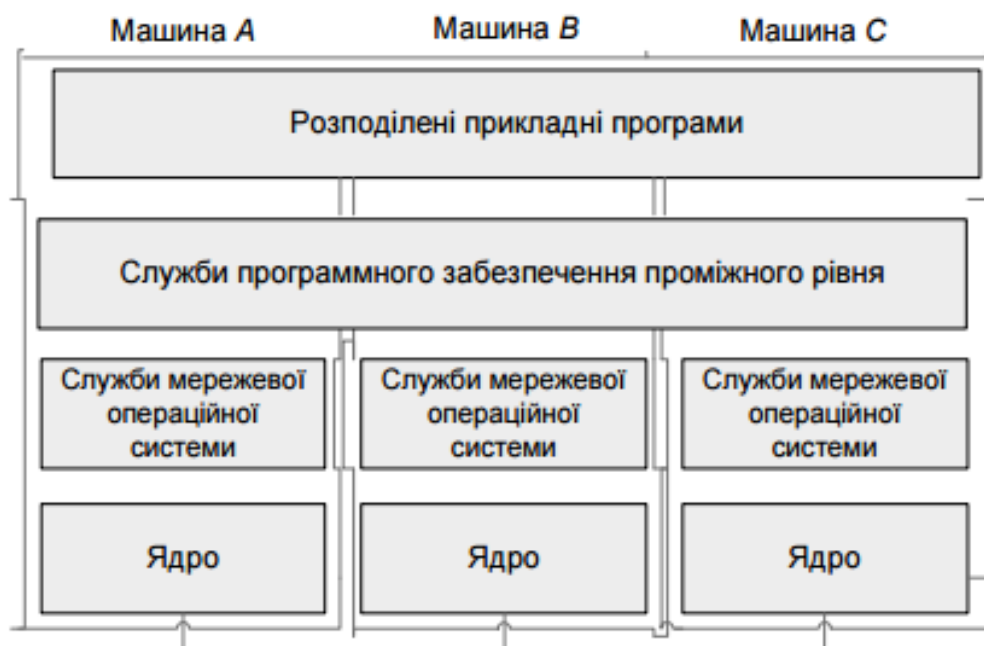 Машина A
Машина B
Машина C
Розподілені прикладні програми
Служби программного забезпечення проміжного рівня
Служби мережевої
операційної
системи
Служби мережевої
операційної
системи
Служби мережевої
операційної
системи
Ядро
Ядро
Ядро